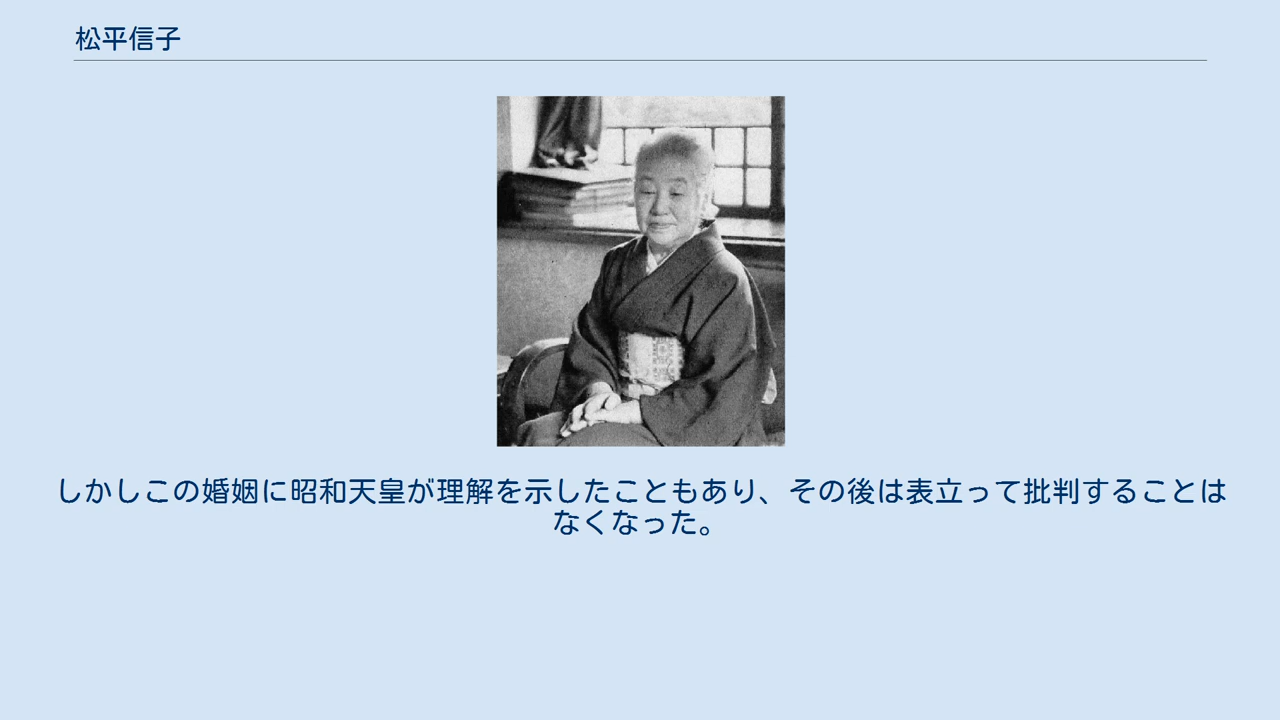 松平信子
しかしこの婚姻に昭和天皇が理解を示したこともあり、その後は表立って批判することは
なくなった。